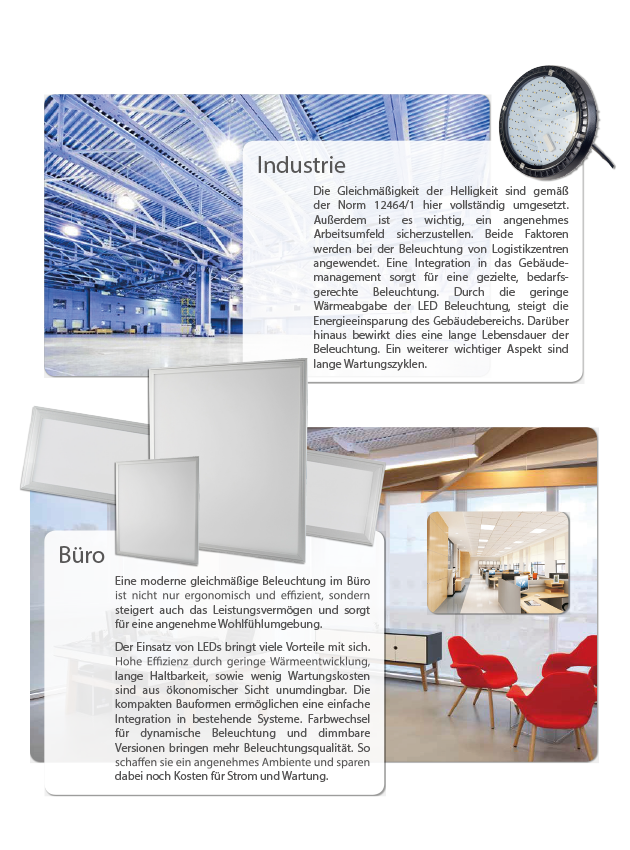 Industrie
Die Gleichmäßigkeit der Helligkeit sind gemäß
der Norm 12464/1 hier vollständig umgesetzt.
Außerdem ist es wichtig, ein angenehmes
Arbeitsumfeld sicherzustellen. Beide Faktoren
werden bei der Beleuchtung von Logistikzentren
angewendet. Eine Integration in das Gebäude-
management sorgt für eine gezielte, bedarfs-
gerechte Beleuchtung. Durch die geringe
Wärmeabgabe der LED Beleuchtung, steigt die
Energieeinsparung des Gebäudebereichs. Darüber
hinaus bewirkt dies eine lange Lebensdauer der
Beleuchtung. Ein weiterer wichtiger Aspekt sind
lange Wartungszyklen.
Büro
Eine moderne gleichmäßige Beleuchtung im Büro
ist nicht nur ergonomisch und effizient, sondern
steigert auch das Leistungsvermögen und sorgt
für eine angenehme Wohlfühlumgebung.
Der Einsatz von LEDs bringt viele Vorteile mit sich.
Hohe Effizienz durch geringe Wärmeentwicklung,
lange Haltbarkeit, sowie wenig Wartungskosten
sind aus ökonomischer Sicht unumdingbar. Die
kompakten Bauformen ermöglichen eine einfache
Integration in bestehende Systeme. Farbwechsel
für dynamische Beleuchtung und dimmbare
Versionen bringen mehr Beleuchtungsqualität. So
schaffen sie ein angenehmes Ambiente und sparen
dabei noch Kosten für Strom und Wartung.